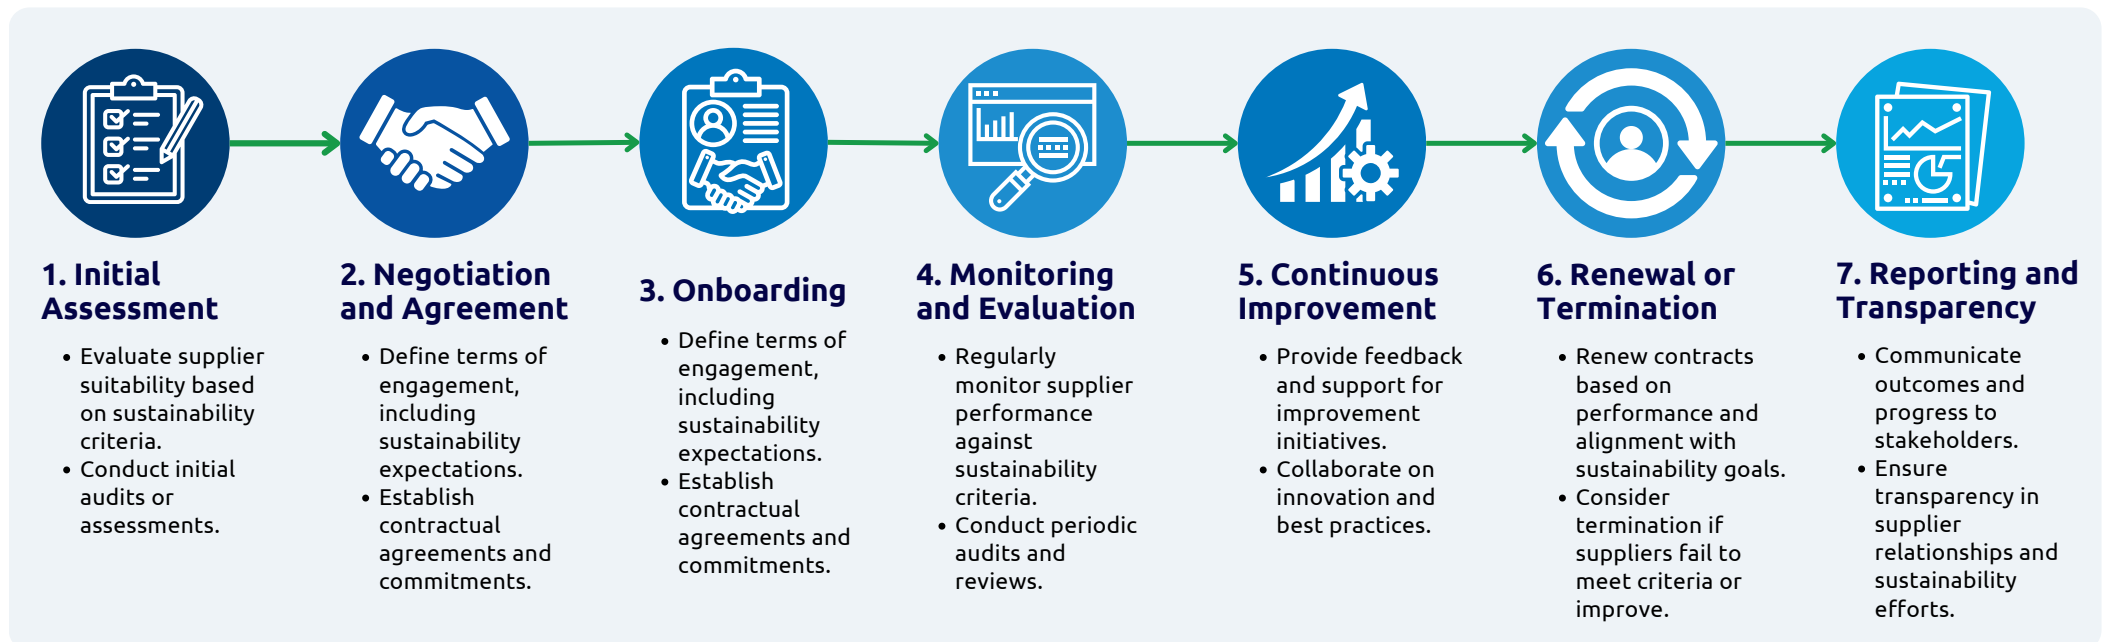 1. Initial
Assessment
• Evaluate supplier
suitability based
on sustainability
criteria.
• Conduct initial
audits or
assessments.
2. Negotiation
and Agreement
• Define terms of
engagement,
including
sustainability
expectations.
• Establish
contractual
agreements and
commitments.
3. Onboarding
• Define terms of
engagement,
including
sustainability
expectations.
• Establish
contractual
agreements and
commitments.
4. Monitoring
and Evaluation
• Regularly
monitor supplier
performance
against
sustainability
criteria.
• Conduct periodic
audits and
reviews.
5. Continuous
Improvement
• Provide feedback
and support for
improvement
initiatives.
• Collaborate on
innovation and
best practices.
6. Renewal or
Termination
• Renew contracts
based on
performance and
alignment with
sustainability goals.
• Consider
termination if
suppliers fail to
meet criteria or
improve.
7. Reporting and
Transparency
• Communicate
outcomes and
progress to
stakeholders.
• Ensure
transparency in
supplier
relationships and
sustainability
efforts.